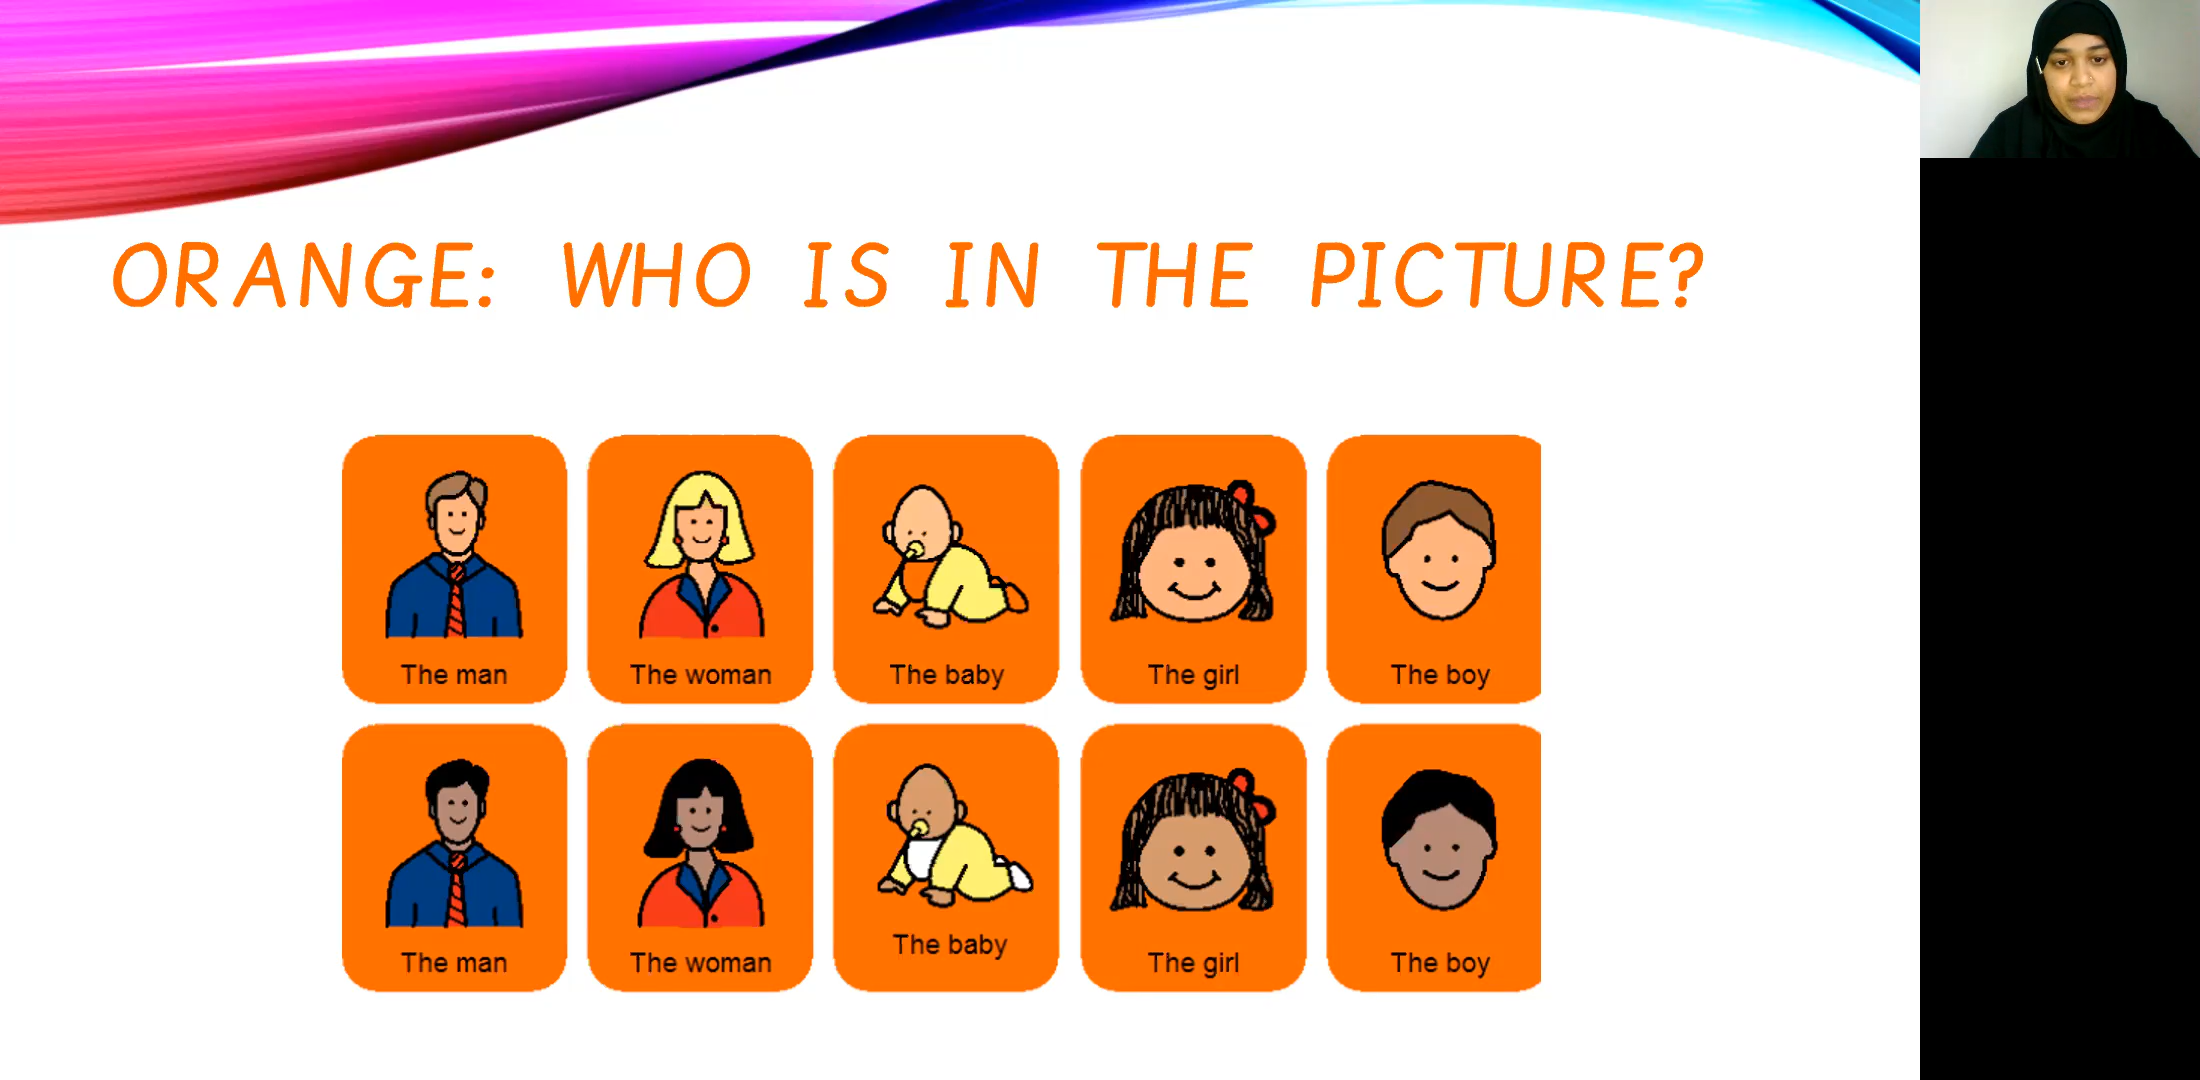 ORANGE: WHO IS IN THE PICTURE?
The man
The woman
The baby
The girl
The boy
The man
The woman
The baby
The girl
The boy